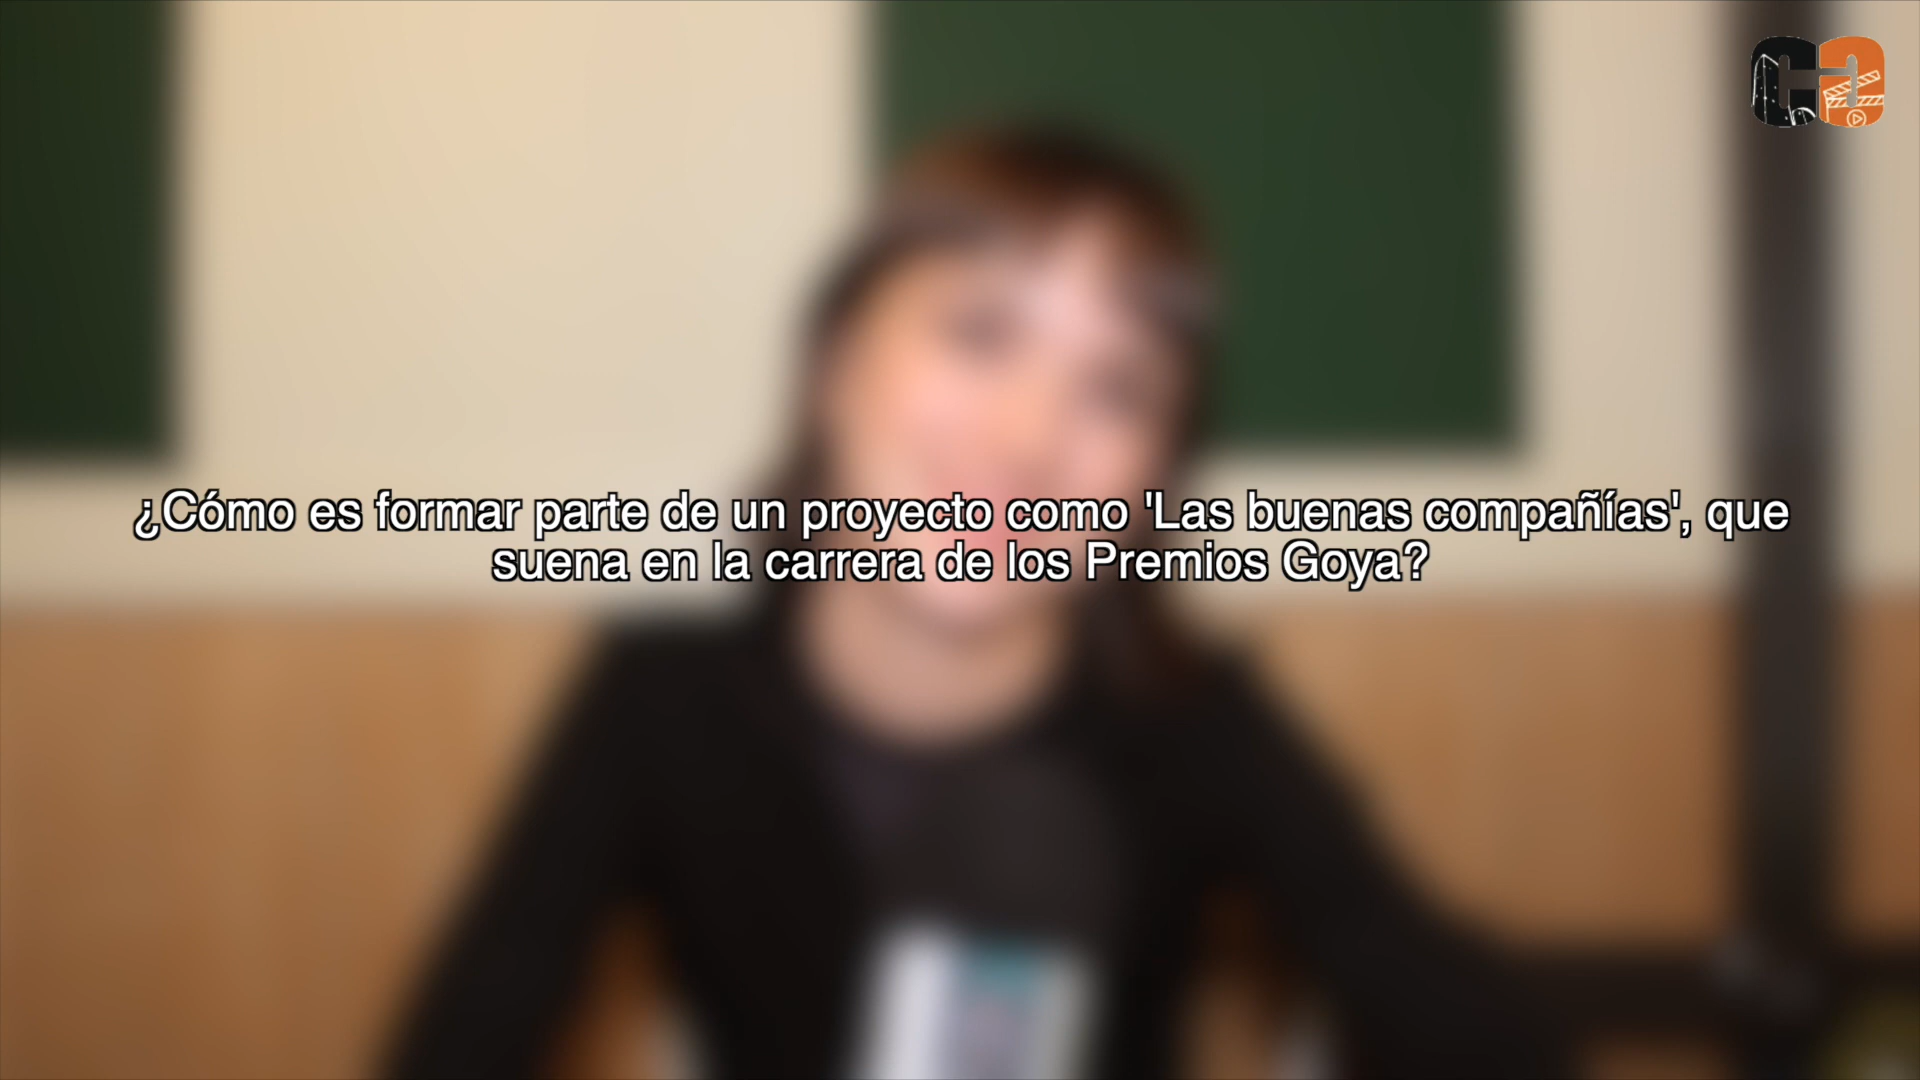 ¿Cómo es formar parte de un proyecto como 'Las buenas compañías', que
suena en la carrera de los Premios Goya?